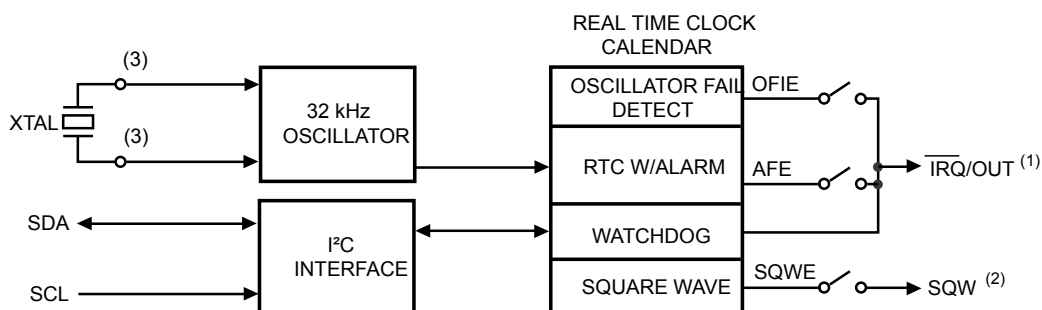 REAL TIME CLOCK
CALENDAR
(3)
XTAL
(3)
32 kHz
OSCILLATOR
OSCILLATOR FAIL
DETECT
OFIE
RTC W/ALARM
AFE
IRQ/OUT (1)
SDA
SCL
I²C
INTERFACE
WATCHDOG
SQUARE WAVE
SQWE
SQW (2)